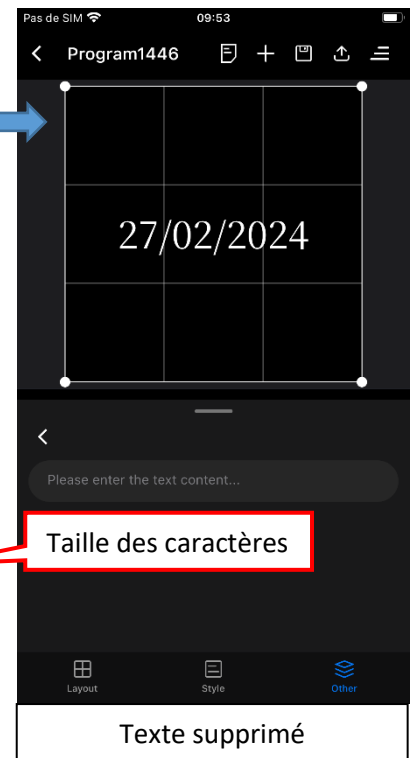 Pas de SIM 09:53
Program1446
27/02/2024
Please enter the text content...
Taille des caractères
Layout Style Other
Texte supprimé